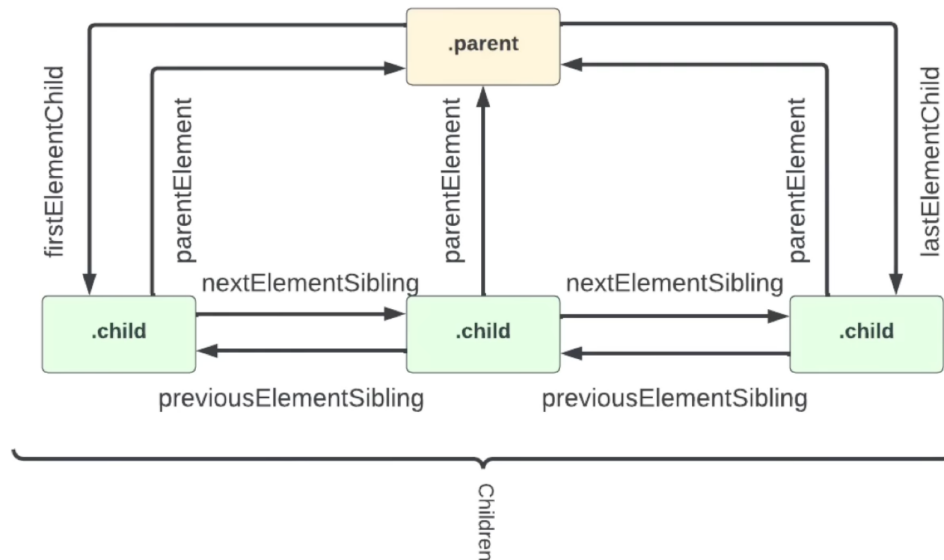 .parent
firstElementChild
parentElement
parentElement
parentElement
lastElementChild
nextElementSibling
nextElementSibling
.child
.child
.child
previousElementSibling
previousElementSibling
Children